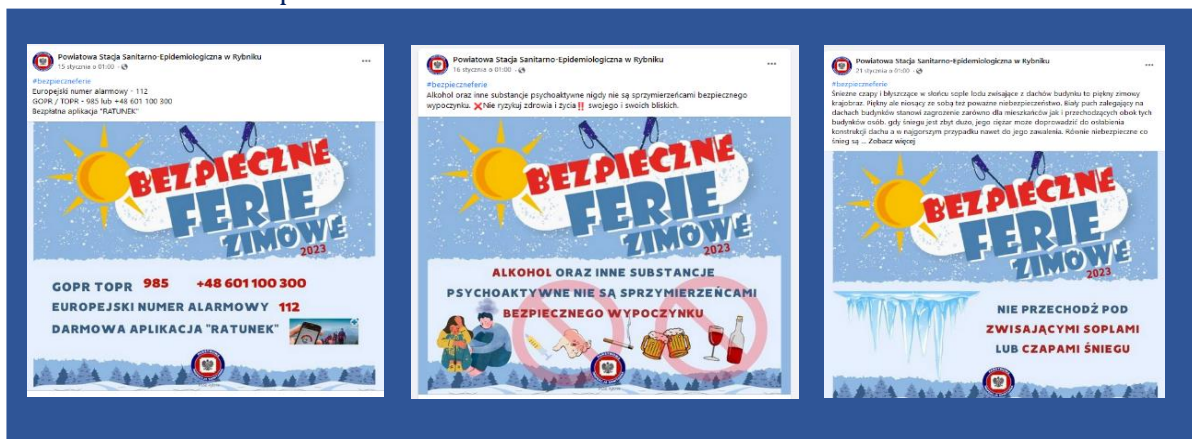 Powiatowa Stacja Sanitarno-Epidemiologiczna w Rybniku
15 stycznia o 01:00
#bezpieczneferie
Europejski numer alarmowy - 112
GOPR / TOPR - 985 lub +48 601 100 300
Bezpłatna aplikacja "RATUNEK"
BEZPIECZNE
FERIE
ZIMOWE
2023
GOPR TOPR 985 +48 601 100 300
EUROPEJSKI NUMER ALARMOWY 112
DARMOWA APLIKACJA "RATUNEK"
Powiatowa Stacja Sanitarno-Epidemiologiczna w Rybniku
16 stycznia o 01:00
#bezpieczneferie
Alkohol oraz inne substancje psychoaktywne nigdy nie są sprzymierzeńcami bezpiecznego
wypoczynku. ❌Nie ryzykuj zdrowia i życia‼️ swojego i swoich bliskich.
BEZPIECZNE
FERIE
ZIMOWE
2023
ALKOHOL ORAZ INNE SUBSTANCJE
PSYCHOAKTYWNE NIE SĄ SPRZYMIERZEŃCAMI
BEZPIECZNEGO WYPOCZYNKU
Powiatowa Stacja Sanitarno-Epidemiologiczna w Rybniku
21 stycznia o 01:00
#bezpieczneferie
Śnieżne czapy i błyszczące w słońcu sople lodu zwisające z dachów budynku to piękny zimowy
krajobraz. Piękny ale niosący ze sobą też poważne niebezpieczeństwo. Biały puch zalegający na
dachach budynków stanowi zagrożenie zarówno dla mieszkańców jak i przechodzących obok tych
budynków osób. gdy śniegu jest zbyt dużo, jego ciężar może doprowadzić do osłabienia
konstrukcji dachu a w najgorszym przypadku nawet do jego zawalenia. Równie niebezpieczne co
śnieg są ... Zobacz więcej
BEZPIECZNE
FERIE
ZIMOWE
2023
NIE PRZECHODŹ POD
ZWISAJĄCYMI SOPLAMI
LUB CZAPAMI ŚNIEGU